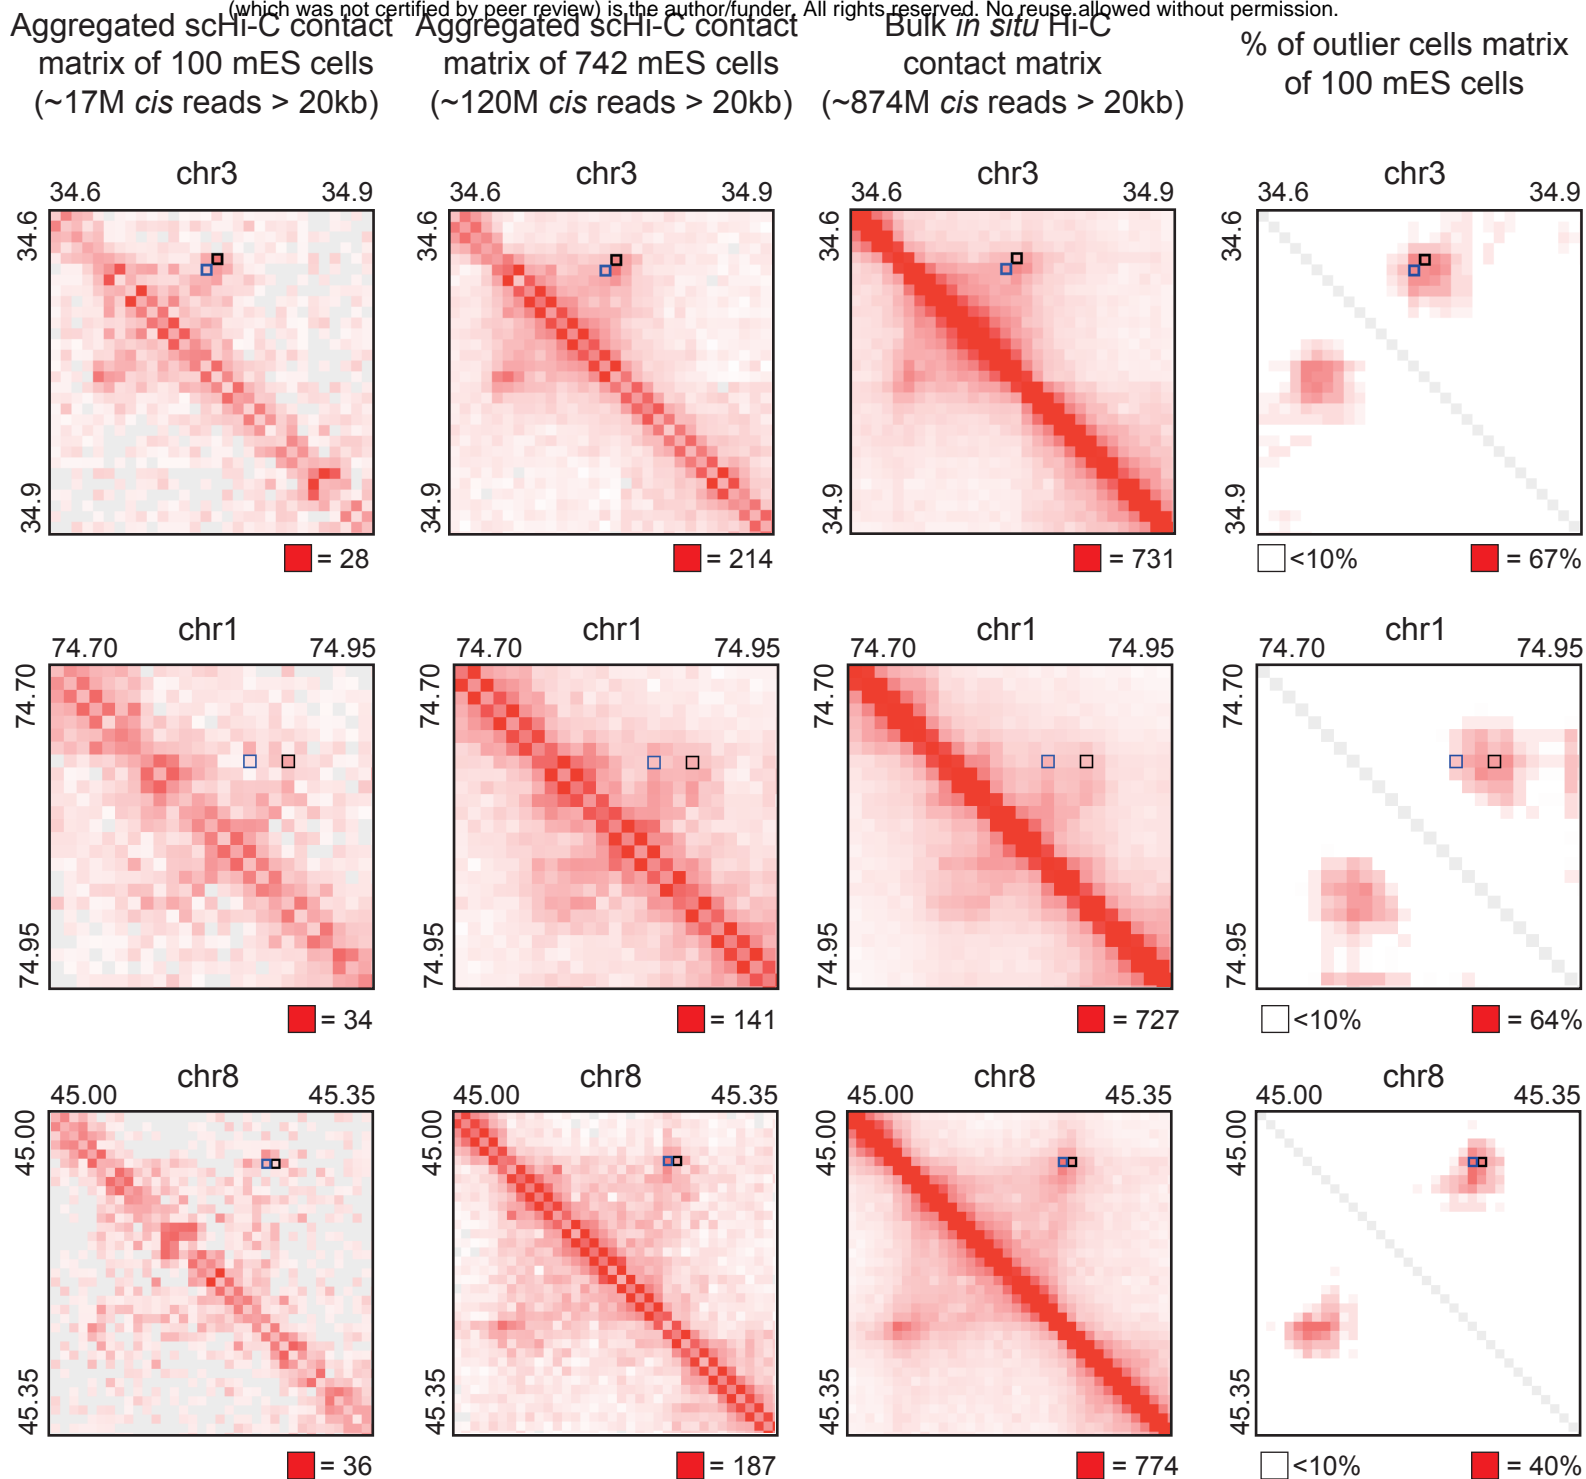 (which was not certified by peer review) is the author/funder. All rights reserved. No reuse allowed without permission.
Aggregated scHi-C contact
matrix of 100 mES cells
(~17M cis reads > 20kb)
Aggregated scHi-C contact
matrix of 742 mES cells
(~120M cis reads > 20kb)
Bulk in situ Hi-C
contact matrix
(~874M cis reads > 20kb)
% of outlier cells matrix
of 100 mES cells
chr3
34.6 34.9
34.6
34.9
= 28
chr3
34.6 34.9
34.6
34.9
= 214
chr3
34.6 34.9
34.6
34.9
= 731
chr3
34.6 34.9
34.6
34.9
<10% = 67%
chr1
74.70 74.95
74.70
74.95
= 34
chr1
74.70 74.95
74.70
74.95
= 141
chr1
74.70 74.95
74.70
74.95
= 727
chr1
74.70 74.95
74.70
74.95
<10% = 64%
chr8
45.00 45.35
45.00
45.35
= 36
chr8
45.00 45.35
45.00
45.35
= 187
chr8
45.00 45.35
45.00
45.35
= 774
chr8
45.00 45.35
45.00
45.35
<10% = 40%